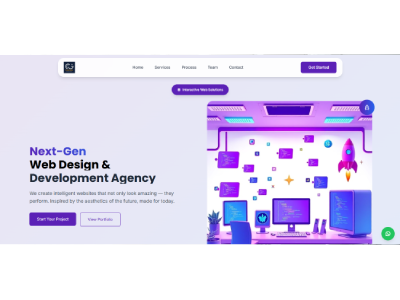 Home Services Process Team Contact Get Started
Interactive Web Solutions
Next-Gen
Web Design &
Development Agency
We create intelligent websites that not only look amazing — they
perform. Inspired by the aesthetics of the future, made for today.
Start Your Project View Portfolio